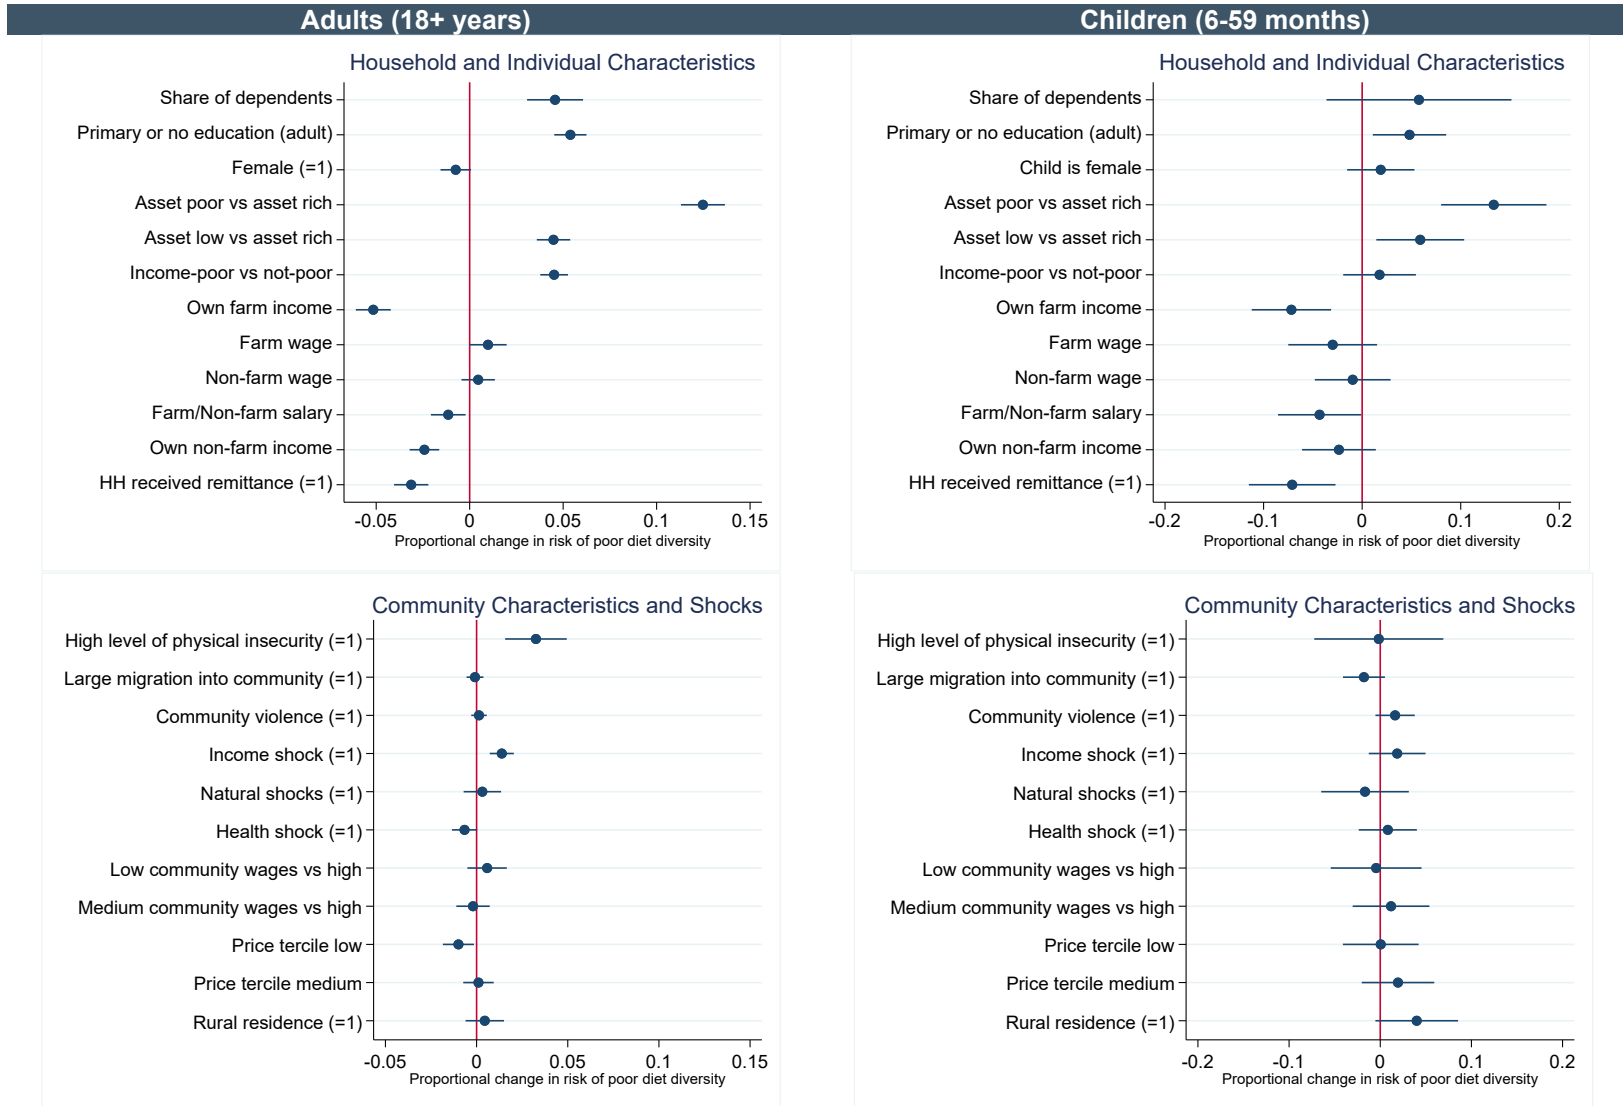 Adults (18+ years)
Children (6-59 months)
Household and Individual Characteristics
Share of dependents
Primary or no education (adult)
Female (=1)
Asset poor vs asset rich
Asset low vs asset rich
Income-poor vs not-poor
Own farm income
Farm wage
Non-farm wage
Farm/Non-farm salary
Own non-farm income
HH received remittance (=1)
-0.05 0 0.05 0.1 0.15
Proportional change in risk of poor diet diversity
Household and Individual Characteristics
Share of dependents
Primary or no education (adult)
Child is female
Asset poor vs asset rich
Asset low vs asset rich
Income-poor vs not-poor
Own farm income
Farm wage
Non-farm wage
Farm/Non-farm salary
Own non-farm income
HH received remittance (=1)
-0.2 -0.1 0 0.1 0.2
Proportional change in risk of poor diet diversity
Community Characteristics and Shocks
High level of physical insecurity (=1)
Large migration into community (=1)
Community violence (=1)
Income shock (=1)
Natural shocks (=1)
Health shock (=1)
Low community wages vs high
Medium community wages vs high
Price tercile low
Price tercile medium
Rural residence (=1)
-0.05 0 0.05 0.1 0.15
Proportional change in risk of poor diet diversity
Community Characteristics and Shocks
High level of physical insecurity (=1)
Large migration into community (=1)
Community violence (=1)
Income shock (=1)
Natural shocks (=1)
Health shock (=1)
Low community wages vs high
Medium community wages vs high
Price tercile low
Price tercile medium
Rural residence (=1)
-0.2 -0.1 0 0.1 0.2
Proportional change in risk of poor diet diversity